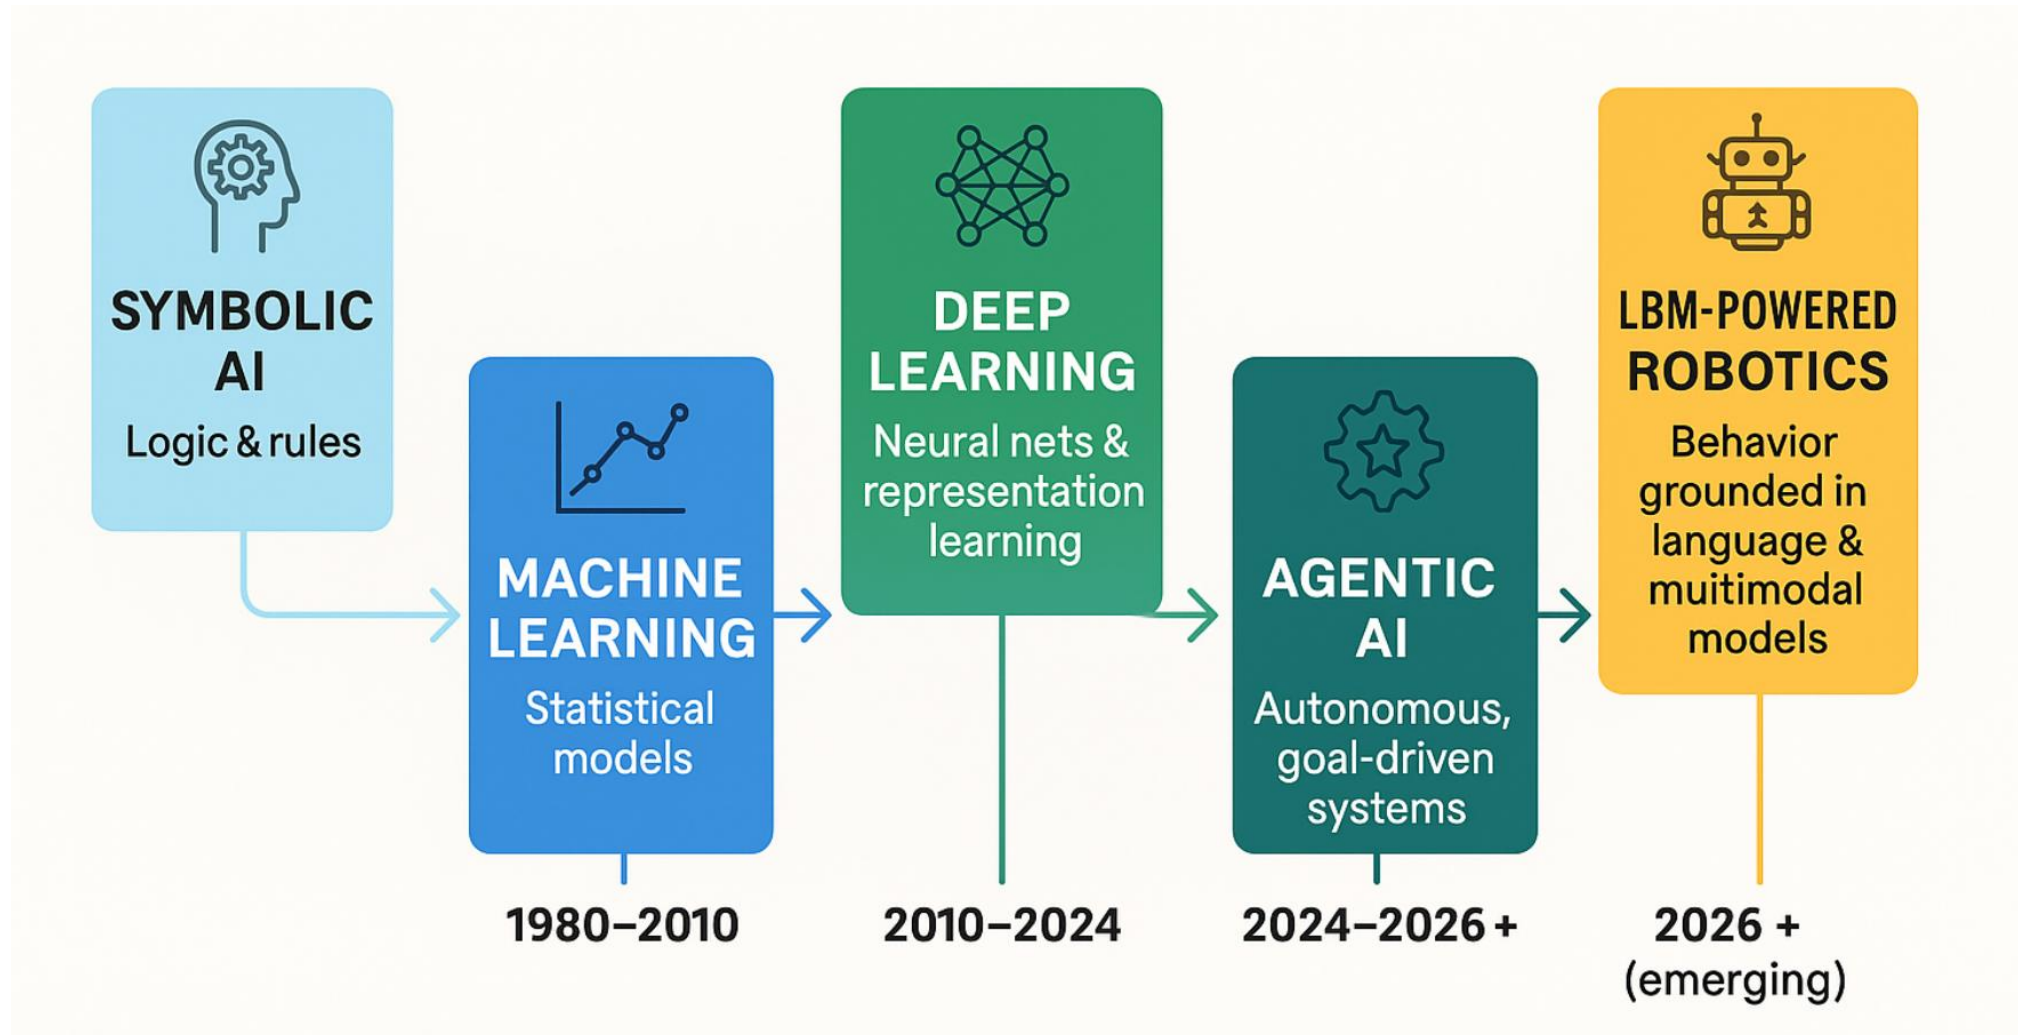 SYMBOLIC
AI
Logic & rules
MACHINE
LEARNING
Statistical
models
1980–2010
DEEP
LEARNING
Neural nets &
representation
learning
2010–2024
AGENTIC
AI
Autonomous,
goal-driven
systems
2024–2026 +
LBM-POWERED
ROBOTICS
Behavior
grounded in
language &
muitimodal
models
2026 +
(emerging)